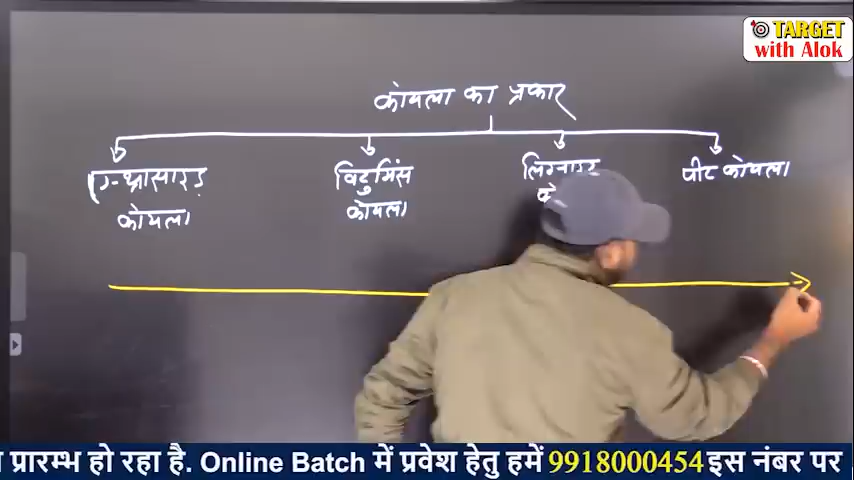 TARGET
with Alok
कोयला का प्रकार
एन्थ्रासाइड
कोयला
विटुमिंस
कोयला
लिग्नाइट
पीट कोयला
प्रारम्भ हो रहा है. Online Batch में प्रवेश हेतु हमें 9918000454 इस नंबर पर